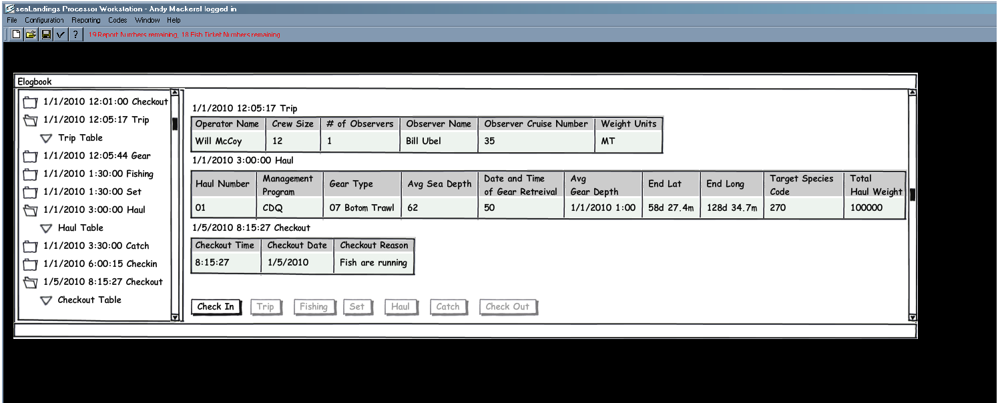 seaLandings Processor Workstation - Andy Mackerel logged in
File Configuration Reporting Codes Window Help
? 19 Report Numbers remaining, 18 Fish Ticket Numbers remaining
Elogbook
1/1/2010 12:01:00 Checkout
1/1/2010 12:05:17 Trip
Trip Table
1/1/2010 12:05:44 Gear
1/1/2010 1:30:00 Fishing
1/1/2010 1:30:00 Set
1/1/2010 3:00:00 Haul
Haul Table
1/1/2010 3:30:00 Catch
1/1/2010 6:00:15 Checkin
1/5/2010 8:15:27 Checkout
Checkout Table
1/1/2010 12:05:17 Trip
Operator Name Crew Size # of Observers Observer Name Observer Cruise Number Weight Units
Will McCoy 12 1 Bill Ubel 35 MT
1/1/2010 3:00:00 Haul
Haul Number Management Program Gear Type Avg Sea Depth Date and Time of Gear Retreival Avg Gear Depth End Lat End Long Target Species Code Total Haul Weight
01 CDQ 07 Botom Trawl 62 50 1/1/2010 1:00 58d 27.4m 128d 34.7m 270 100000
1/5/2010 8:15:27 Checkout
Checkout Time Checkout Date Checkout Reason
8:15:27 1/5/2010 Fish are running
Check In Trip Fishing Set Haul Catch Check Out